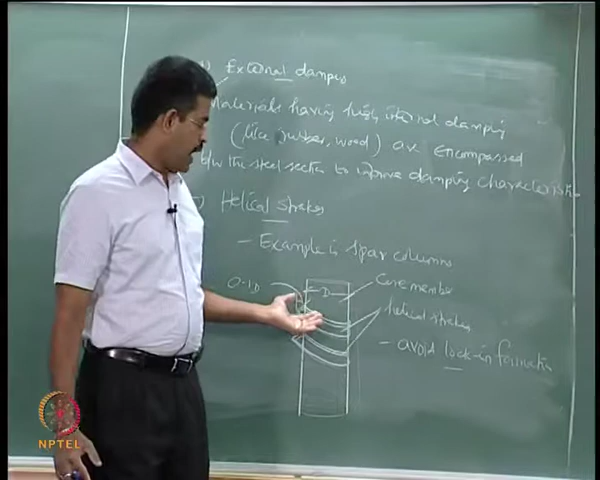 External dampers
Materials having high internal damping
(like rubber, wood) are encompassed
b/w the steel section to improve damping characteristics
Helical strakes
- Example is spar columns
0.1D
D
Core member
helical strakes
- avoid lock-in formation
NPTEL